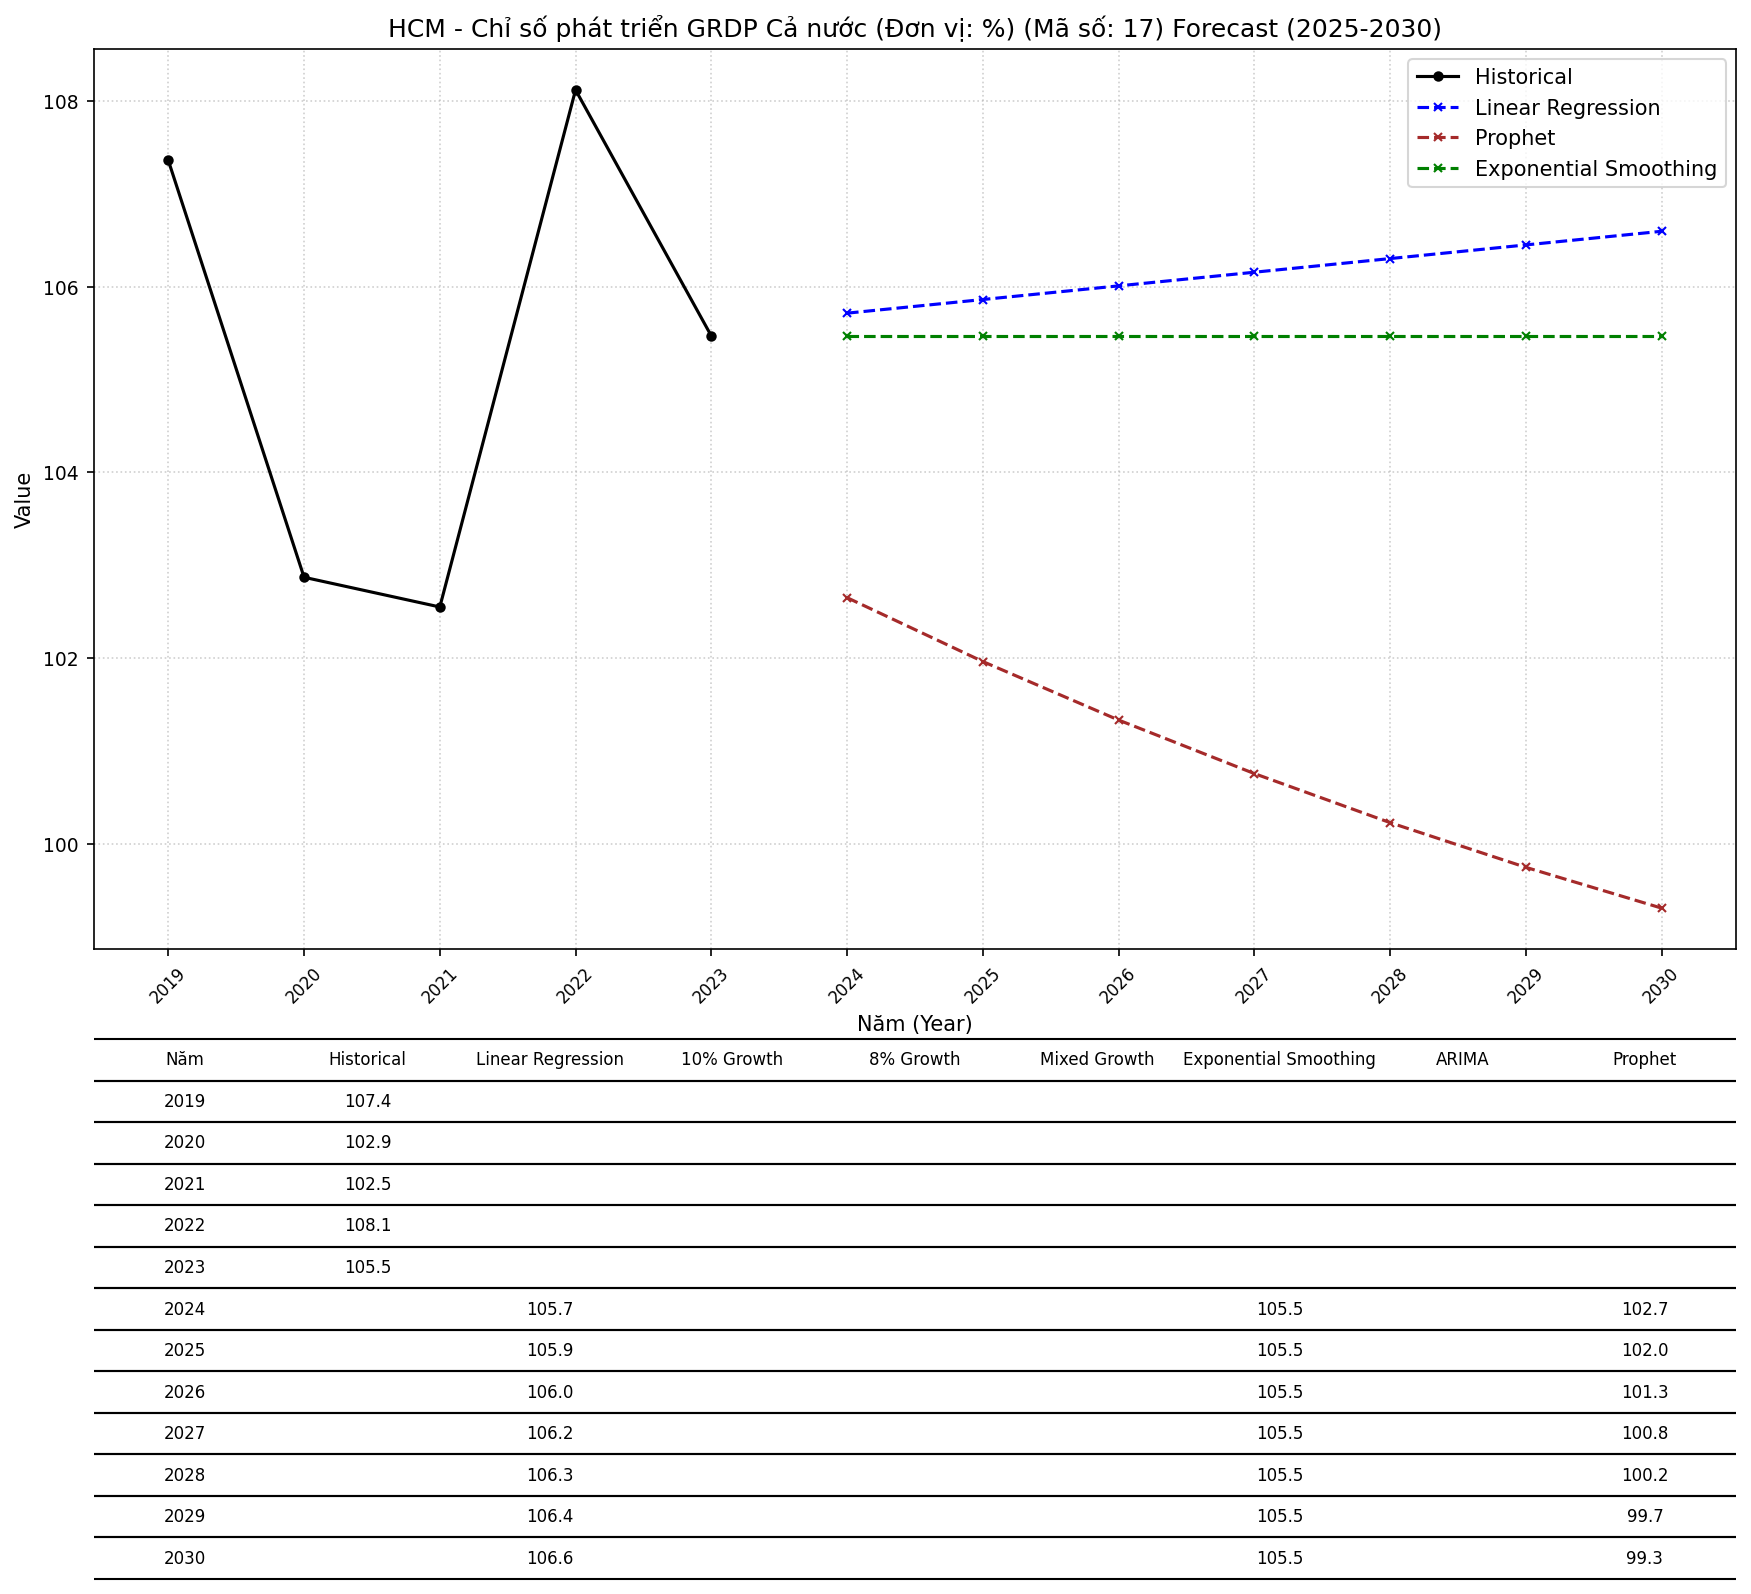 HCM - Chỉ số phát triển GRDP Cả nước (Đơn vị: %) (Mã số: 17) Forecast (2025-2030)
Historical
Linear Regression
Prophet
Exponential Smoothing
108
106
104
102
100
Value
2019 2020 2021 2022 2023 2024 2025 2026 2027 2028 2029 2030
Năm (Year)
Năm Historical Linear Regression 10% Growth 8% Growth Mixed Growth Exponential Smoothing ARIMA Prophet
2019 107.4
2020 102.9
2021 102.5
2022 108.1
2023 105.5
2024 105.7 105.5 102.7
2025 105.9 105.5 102.0
2026 106.0 105.5 101.3
2027 106.2 105.5 100.8
2028 106.3 105.5 100.2
2029 106.4 105.5 99.7
2030 106.6 105.5 99.3